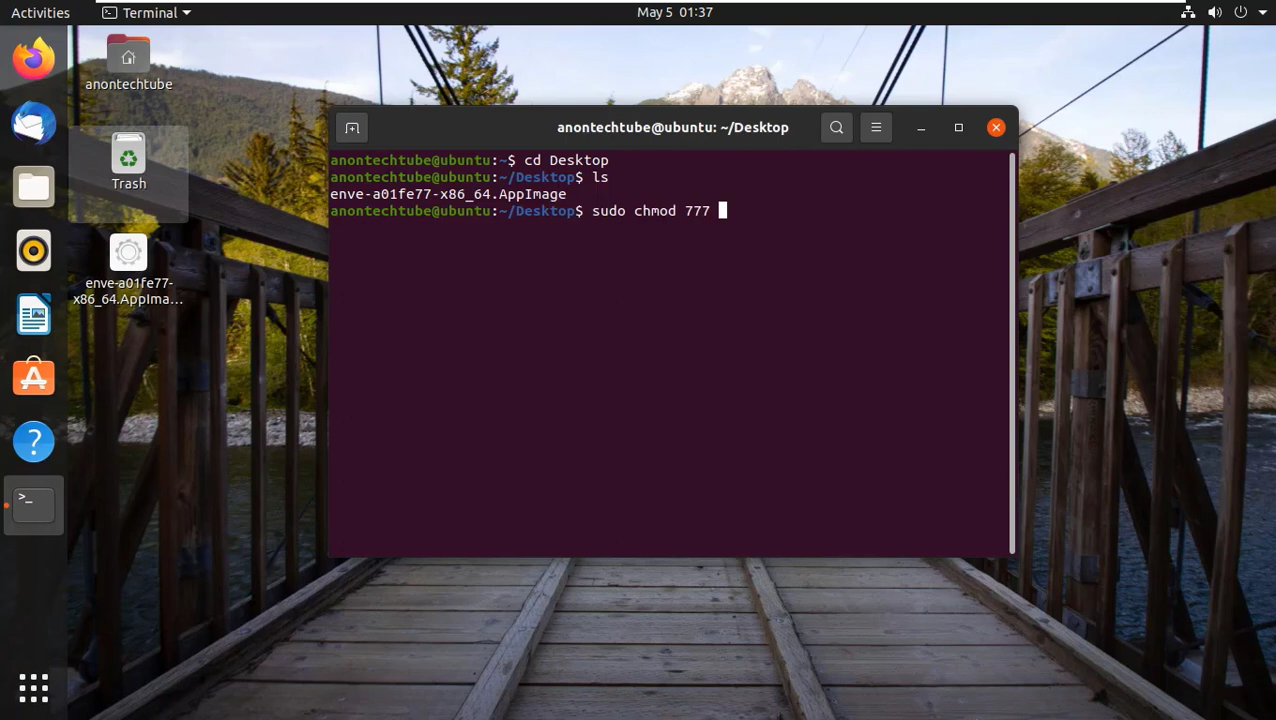 Activities
Terminal
May 5 01:37
anontechtube
Trash
enve-a01fe77-
x86_64.AppIma...
anontechtube@ubuntu: ~/Desktop
anontechtube@ubuntu:~$ cd Desktop
anontechtube@ubuntu:~/Desktop$ ls
enve-a01fe77-x86_64.AppImage
anontechtube@ubuntu:~/Desktop$ sudo chmod 777